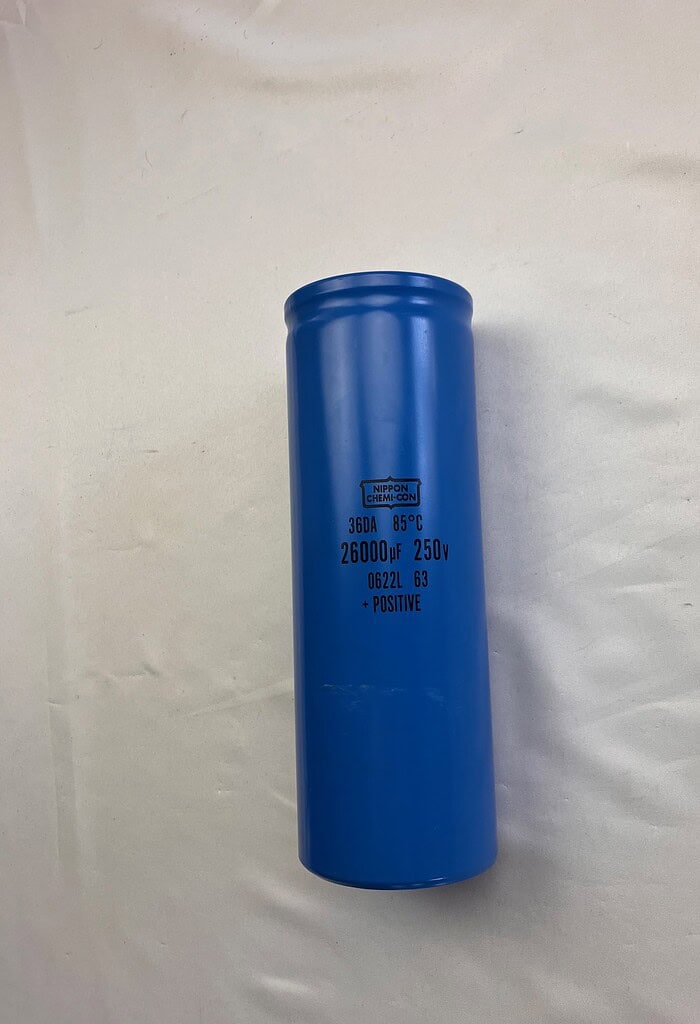 NIPPON
CHEMI-CON
36DA 85°C
26000µF 250V
0622L 63
+ POSITIVE